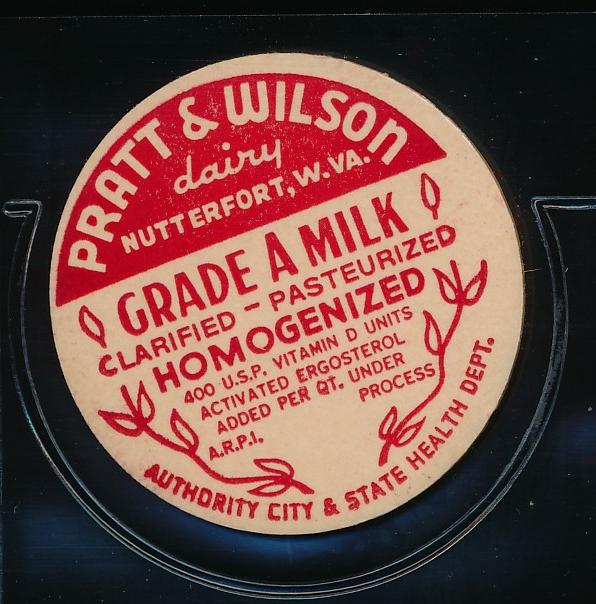 PRATT & WILSON
dairy
NUTTERFORT, W. VA.
GRADE A MILK
CLARIFIED - PASTEURIZED
HOMOGENIZED
400 U.S.P. VITAMIN D UNITS
ACTIVATED ERGOSTEROL
ADDED PER QT. UNDER
A.R.P.I. PROCESS
AUTHORITY CITY & STATE HEALTH DEPT.